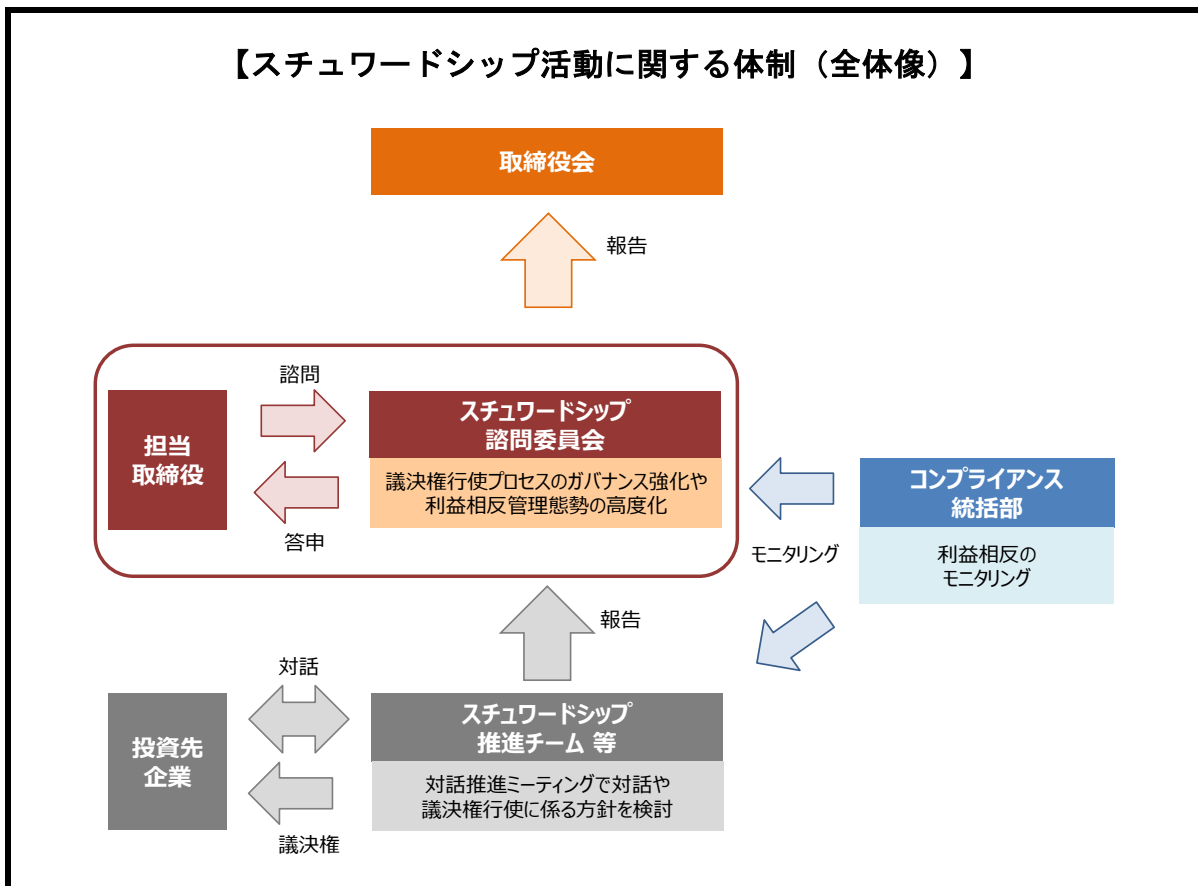 【スチュワードシップ活動に関する体制（全体像）】
取締役会
報告
諮問
担当
取締役
スチュワードシップ
諮問委員会
議決権行使プロセスのガバナンス強化や
利益相反管理態勢の高度化
答申
コンプライアンス
統括部
モニタリング
利益相反の
モニタリング
報告
対話
投資先
企業
スチュワードシップ
推進チーム 等
対話推進ミーティングで対話や
議決権行使に係る方針を検討
議決権